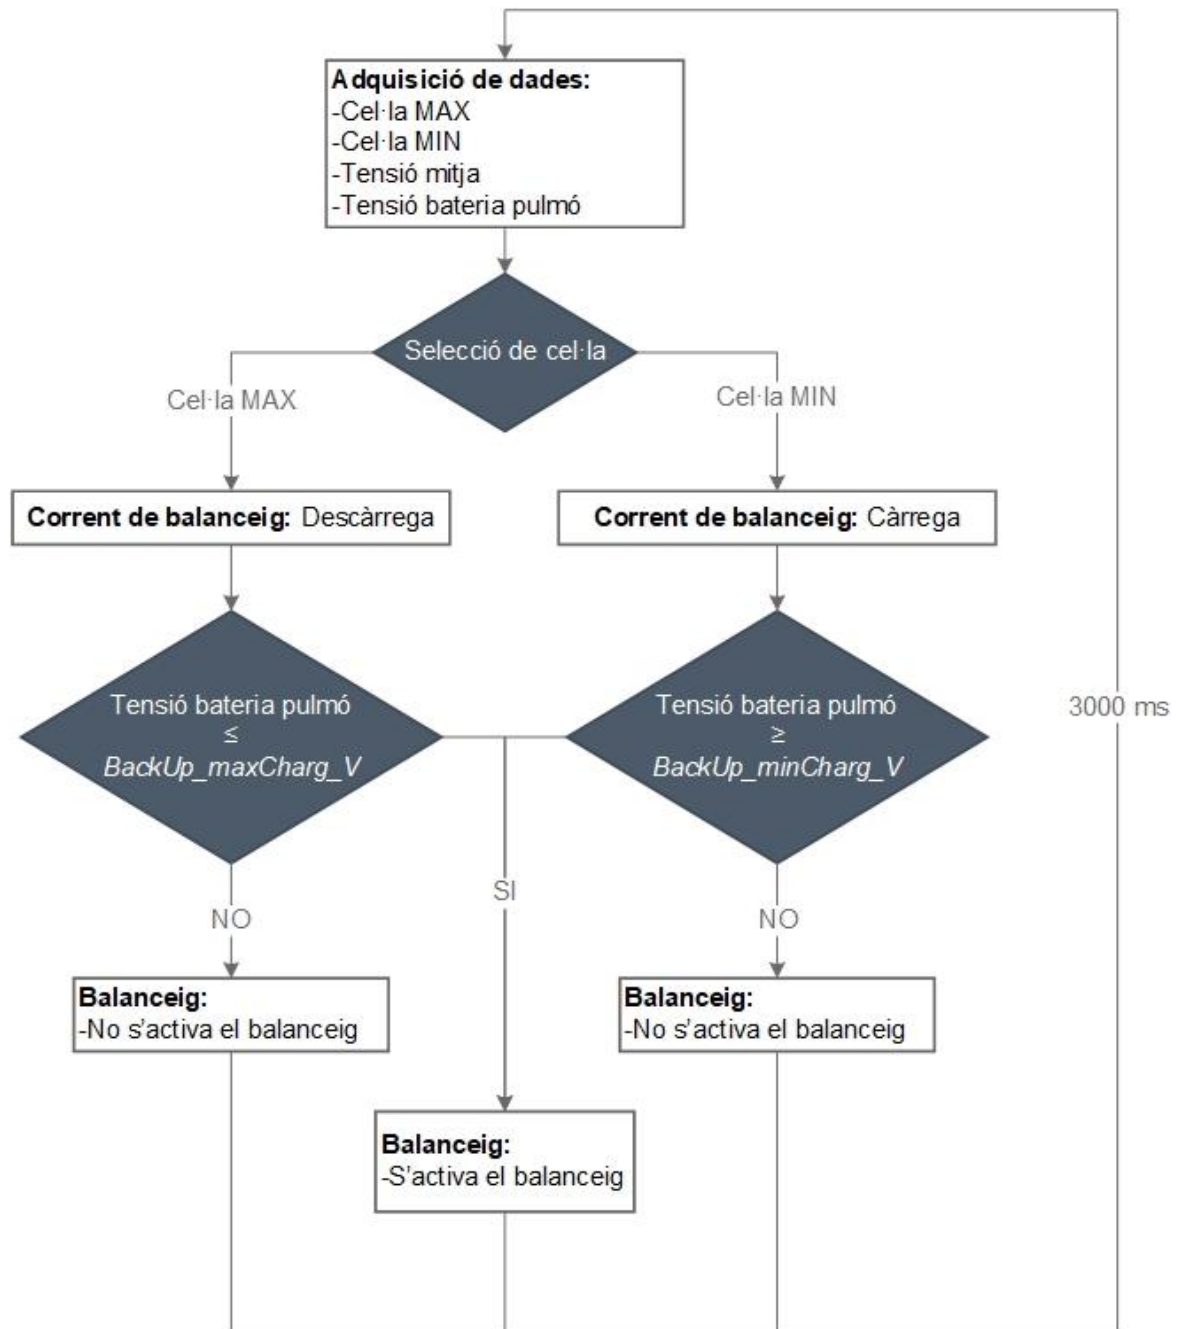 Adquisició de dades:
-Cel·la MAX
-Cel·la MIN
-Tensió mitja
-Tensió bateria pulmó
Selecció de cel·la
Cel·la MAX
Cel·la MIN
Corrent de balanceig: Descàrrega
Corrent de balanceig: Càrrega
Tensió bateria pulmó
≤
BackUp_maxCharg_V
Tensió bateria pulmó
≥
BackUp_minCharg_V
3000 ms
SI
NO
NO
Balanceig:
-No s'activa el balanceig
Balanceig:
-No s'activa el balanceig
Balanceig:
-S'activa el balanceig